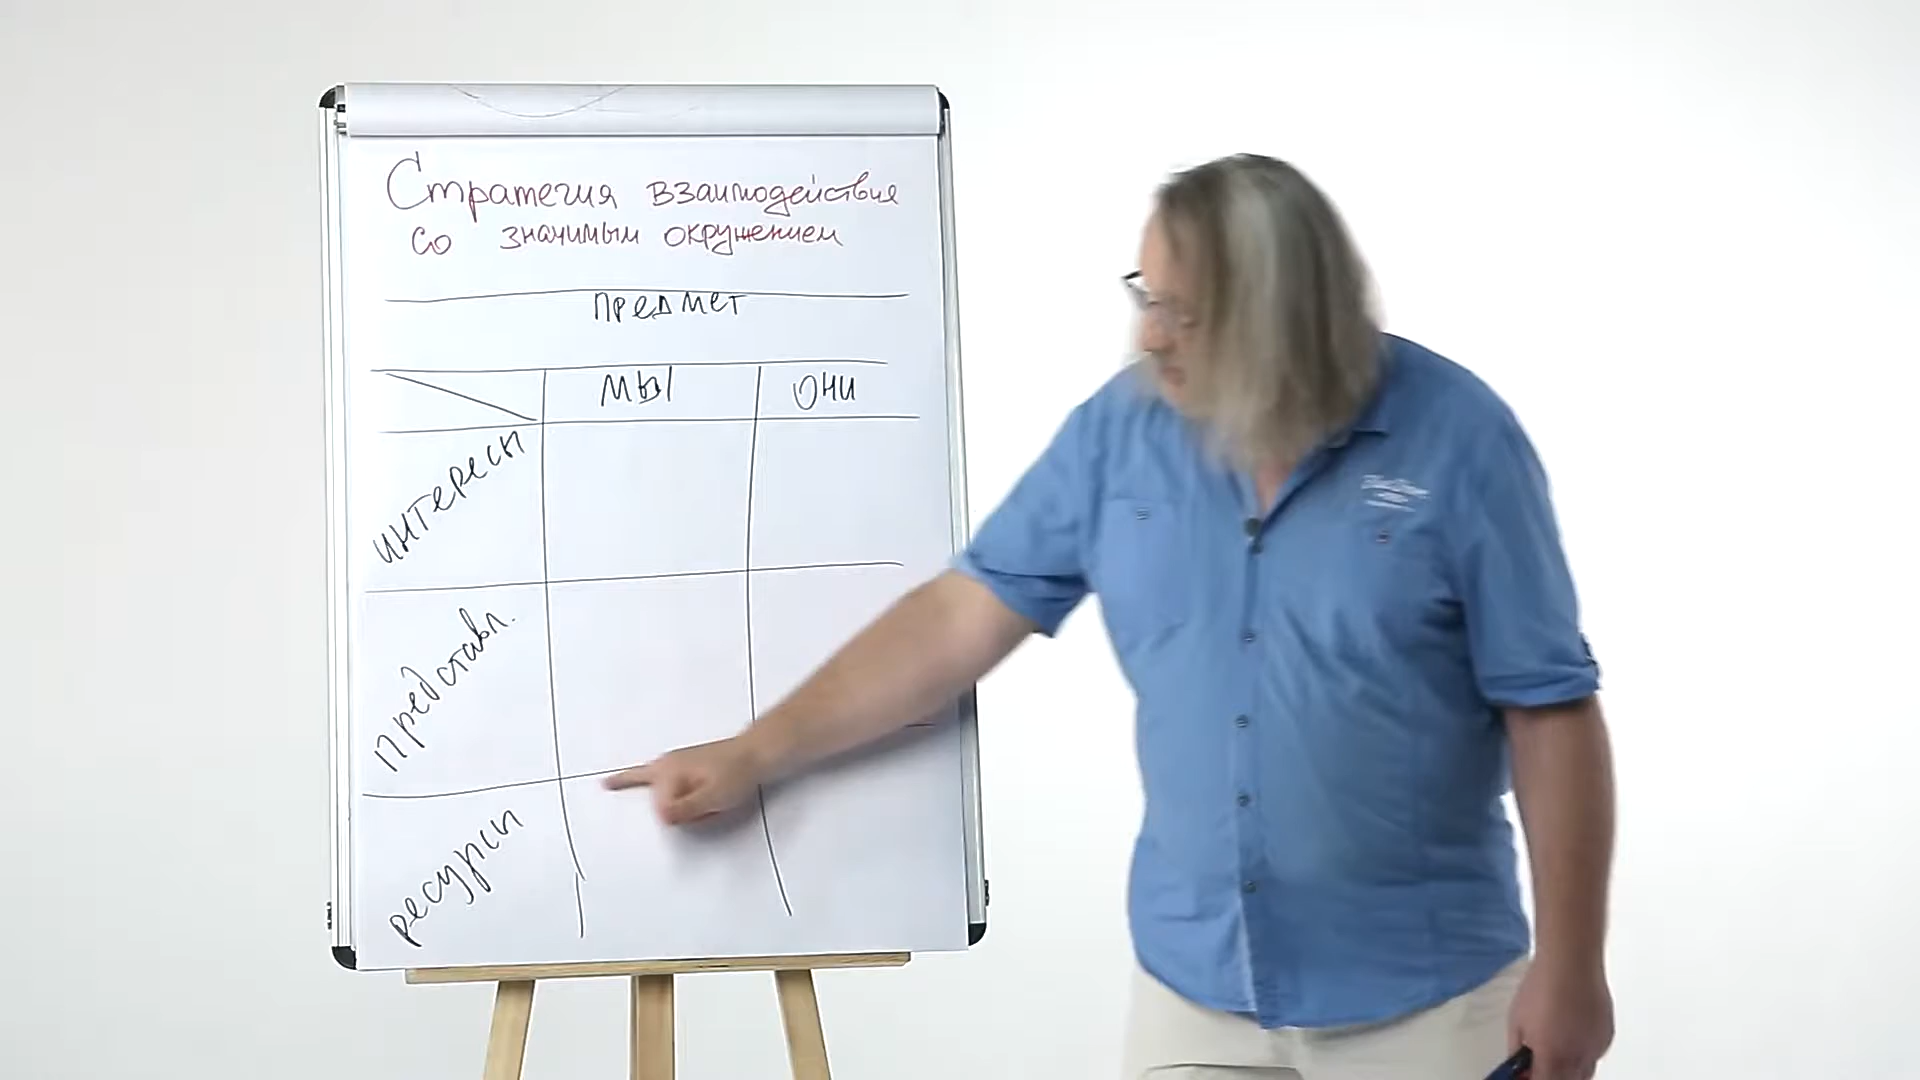 Стратегия взаимодействия
со значимым окружением
предмет
мы они
интересы
представл.
ресурсы